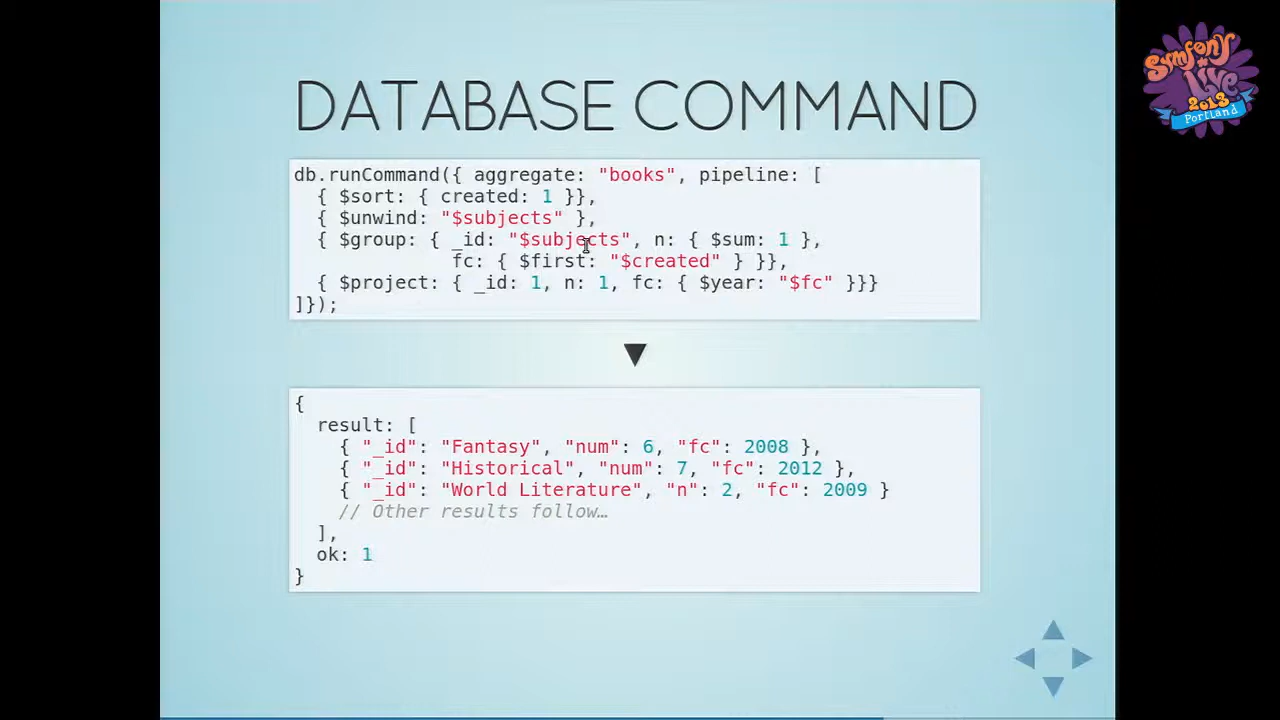 DATABASE COMMAND
db.runCommand({ aggregate: "books", pipeline: [
  { $sort: { created: 1 }},
  { $unwind: "$subjects" },
  { $group: { _id: "$subjects", n: { $sum: 1 },
              fc: { $first: "$created" } }},
  { $project: { _id: 1, n: 1, fc: { $year: "$fc" }}}
]});
{
  result: [
    { "_id": "Fantasy", "num": 6, "fc": 2008 },
    { "_id": "Historical", "num": 7, "fc": 2012 },
    { "_id": "World Literature", "n": 2, "fc": 2009 }
    // Other results follow…
  ],
  ok: 1
}
Symfony
Live
2013
Portland